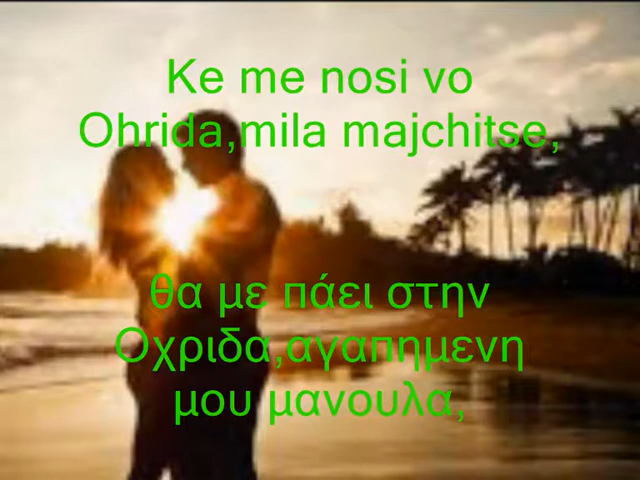 Ke me nosi vo
Ohrida,mila majchitse,
θα με πάει στην
Οχριδα,αγαπημενη
μου μανουλα,